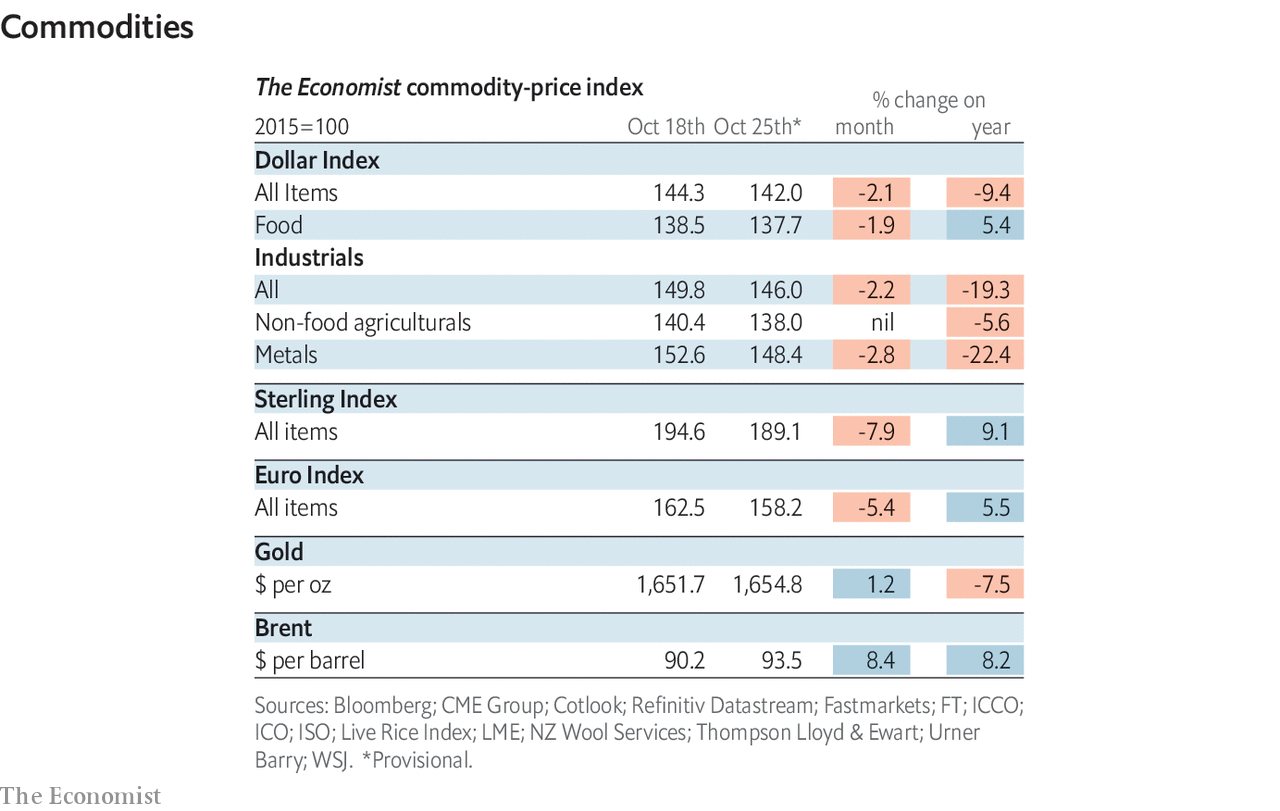 Commodities
The Economist commodity-price index
% change on
2015=100 Oct 18th Oct 25th* month year
Dollar Index
All Items 144.3 142.0 -2.1 -9.4
Food 138.5 137.7 -1.9 5.4
Industrials
All 149.8 146.0 -2.2 -19.3
Non-food agriculturals 140.4 138.0 nil -5.6
Metals 152.6 148.4 -2.8 -22.4
Sterling Index
All items 194.6 189.1 -7.9 9.1
Euro Index
All items 162.5 158.2 -5.4 5.5
Gold
$ per oz 1,651.7 1,654.8 1.2 -7.5
Brent
$ per barrel 90.2 93.5 8.4 8.2
Sources: Bloomberg; CME Group; Cotlook; Refinitiv Datastream; Fastmarkets; FT; ICCO;
ICO; ISO; Live Rice Index; LME; NZ Wool Services; Thompson Lloyd & Ewart; Urner
Barry; WSJ. *Provisional.
The Economist